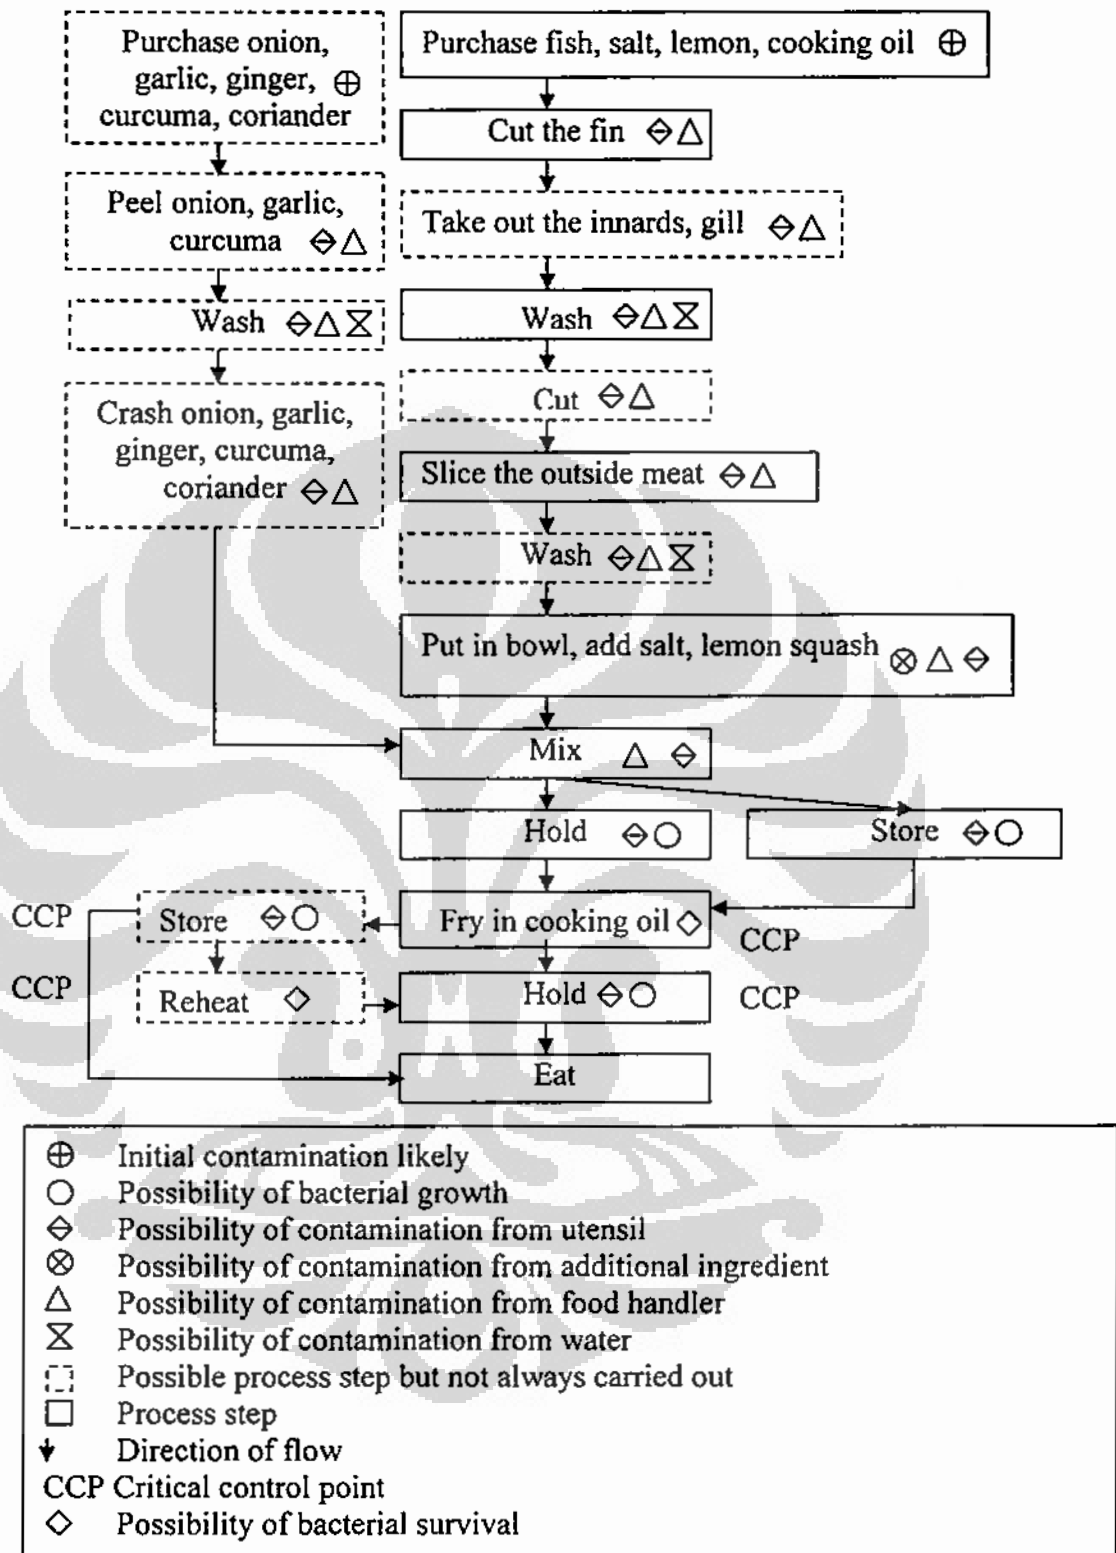 Purchase onion,
garlic, ginger, ⊕
curcuma, coriander
Peel onion, garlic,
curcuma
Wash
Crash onion, garlic,
ginger, curcuma,
coriander
Purchase fish, salt, lemon, cooking oil ⊕
Cut the fin
Take out the innards, gill
Wash
Cut
Slice the outside meat
Wash
Put in bowl, add salt, lemon squash
Mix
Hold
Store
CCP
Store
Fry in cooking oil
CCP
CCP
Reheat
Hold
CCP
Eat
Initial contamination likely
Possibility of bacterial growth
Possibility of contamination from utensil
Possibility of contamination from additional ingredient
Possibility of contamination from food handler
Possibility of contamination from water
Possible process step but not always carried out
Process step
Direction of flow
CCP Critical control point
Possibility of bacterial survival